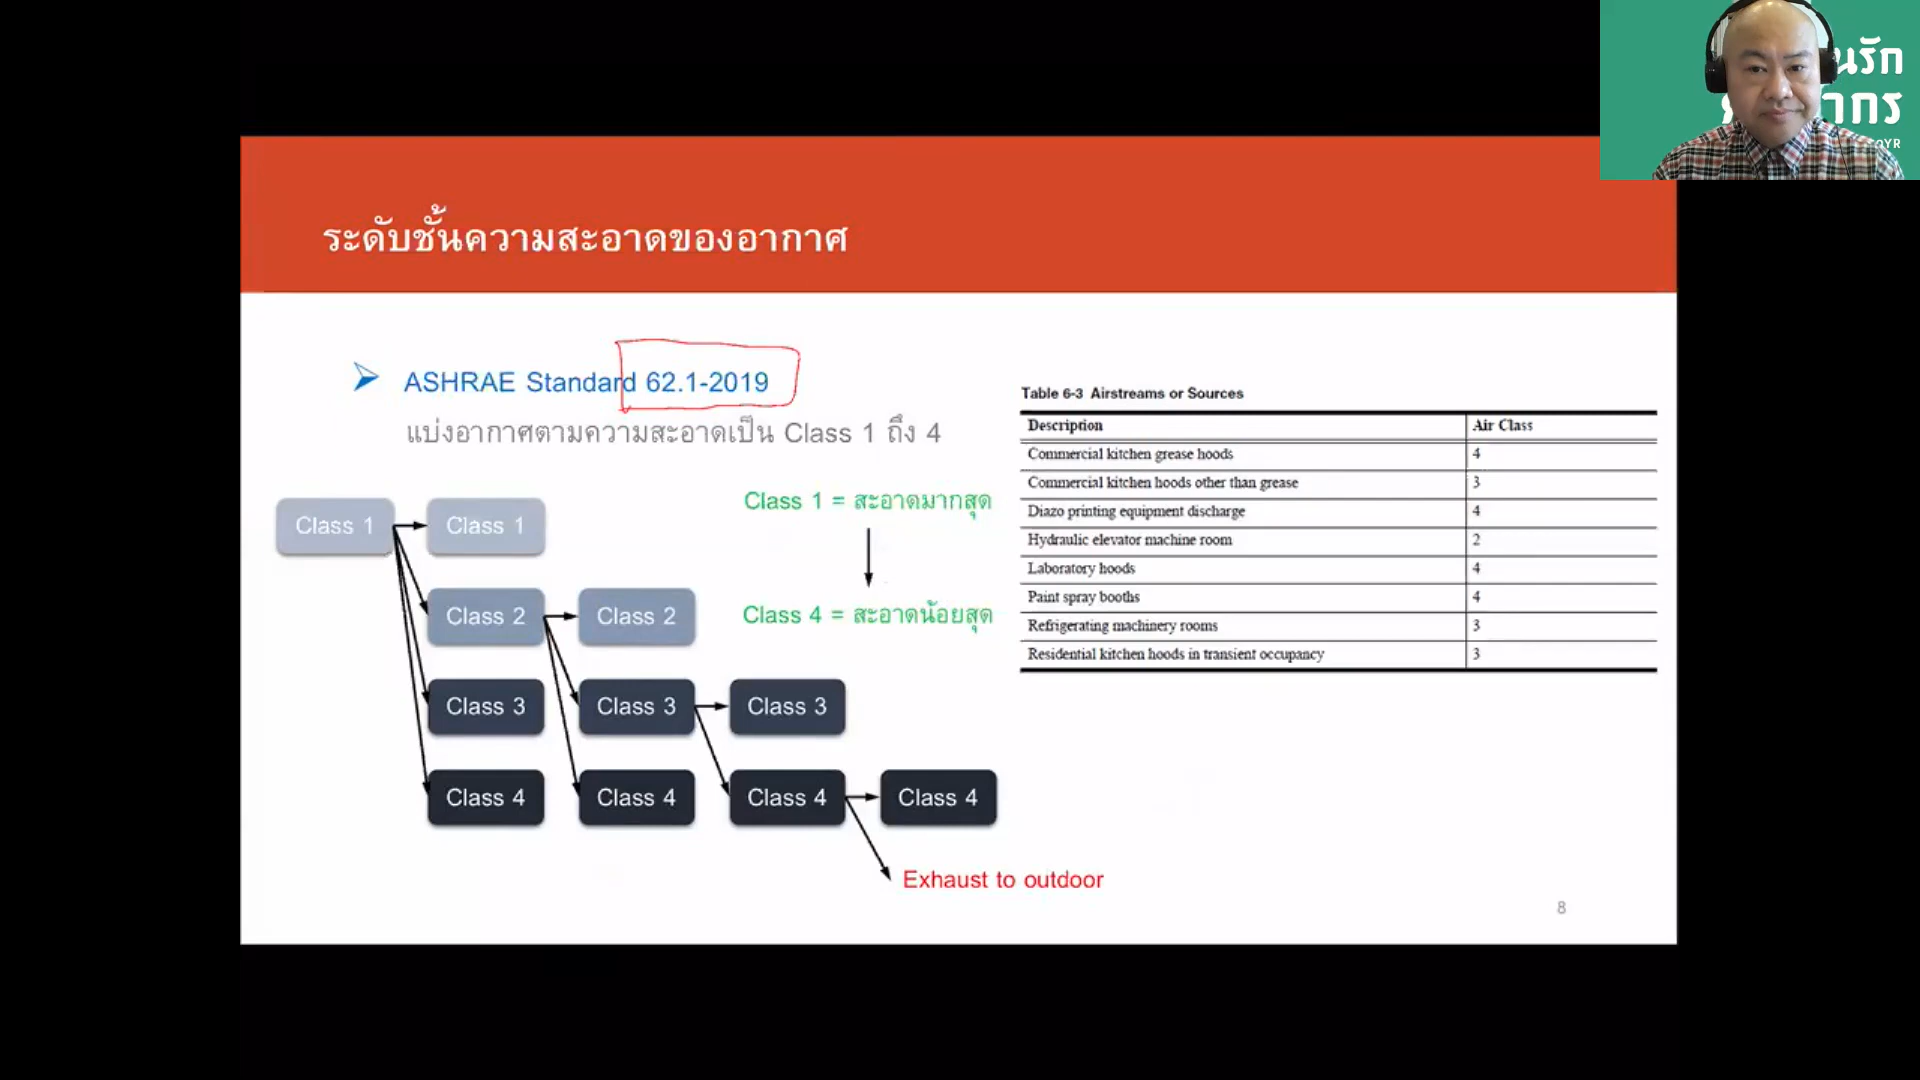 นรัก
ากร
ระดับชั้นความสะอาดของอากาศ
ASHRAE Standard 62.1-2019
แบ่งอากาศตามความสะอาดเป็น Class 1 ถึง 4
Class 1 = สะอาดมากสุด
Class 4 = สะอาดน้อยสุด
Class 1 Class 1
Class 2 Class 2
Class 3 Class 3 Class 3
Class 4 Class 4 Class 4 Class 4
Exhaust to outdoor
Table 6-3 Airstreams or Sources
Description Air Class
Commercial kitchen grease hoods 4
Commercial kitchen hoods other than grease 3
Diazo printing equipment discharge 4
Hydraulic elevator machine room 2
Laboratory hoods 4
Paint spray booths 4
Refrigerating machinery rooms 3
Residential kitchen hoods in transient occupancy 3
8